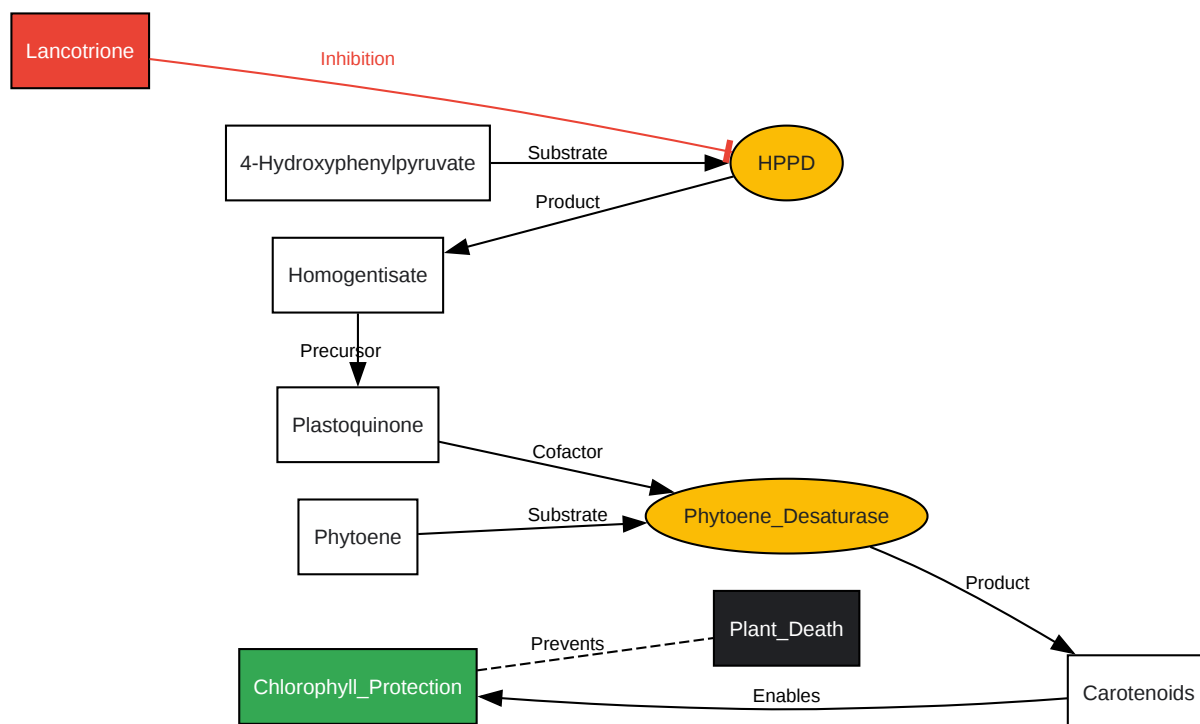 Lancotrione
Inhibition
4-Hydroxyphenylpyruvate
Substrate
HPPD
Product
Homogentisate
Precursor
Plastoquinone
Cofactor
Phytoene
Substrate
Phytoene_Desaturase
Product
Plant_Death
Prevents
Chlorophyll_Protection
Enables
Carotenoids